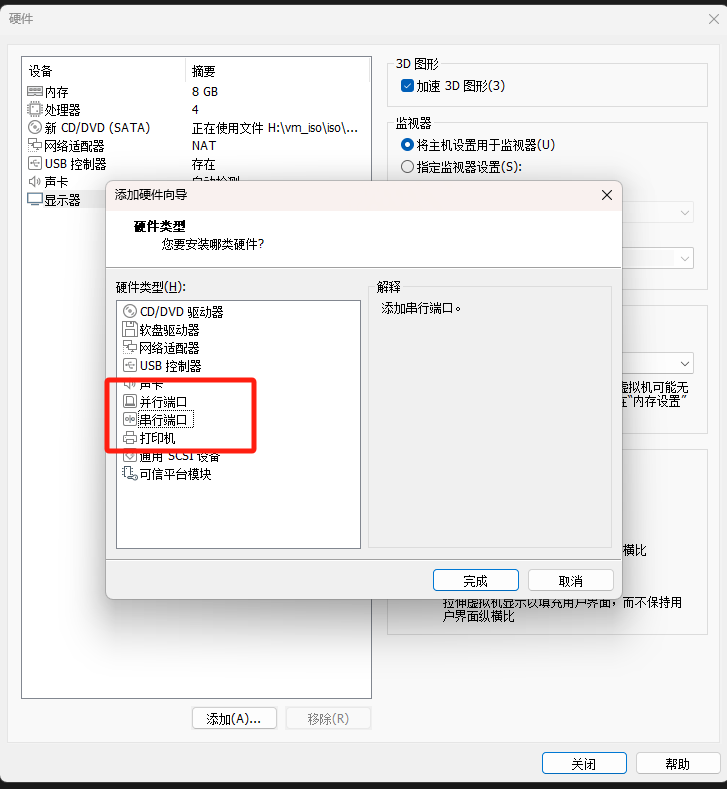 硬件
设备 摘要
内存 8 GB
处理器 4
新 CD/DVD (SATA) 正在使用文件 H:\vm_iso\iso\...
网络适配器 NAT
USB 控制器 存在
声卡 自动检测
显示器
3D 图形
加速 3D 图形(3)
监视器
将主机设置用于监视器(U)
指定监视器设置(S):
添加硬件向导
硬件类型
您要安装哪类硬件?
硬件类型(H):
CD/DVD 驱动器
软盘驱动器
网络适配器
USB 控制器
声卡
并行端口
串行端口
打印机
通用 SCSI 设备
可信平台模块
解释
添加串行端口。
完成 取消
虚拟机可能无
在"内存设置"
横比
拉伸虚拟机显示以填充用户界面，而不保持用
户界面纵横比
添加(A)... 移除(R)
关闭 帮助